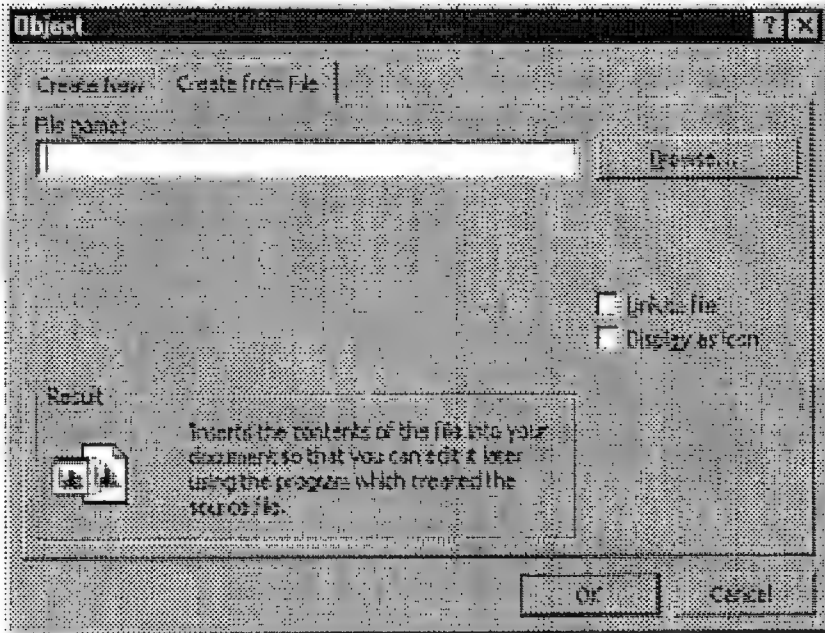 Object
? X
Create New Create from File
File name:
Browse...
Link to file
Display as icon
Result
Inserts the contents of the file into your
document so that you can edit it later
using the program which created the
source file.
OK Cancel